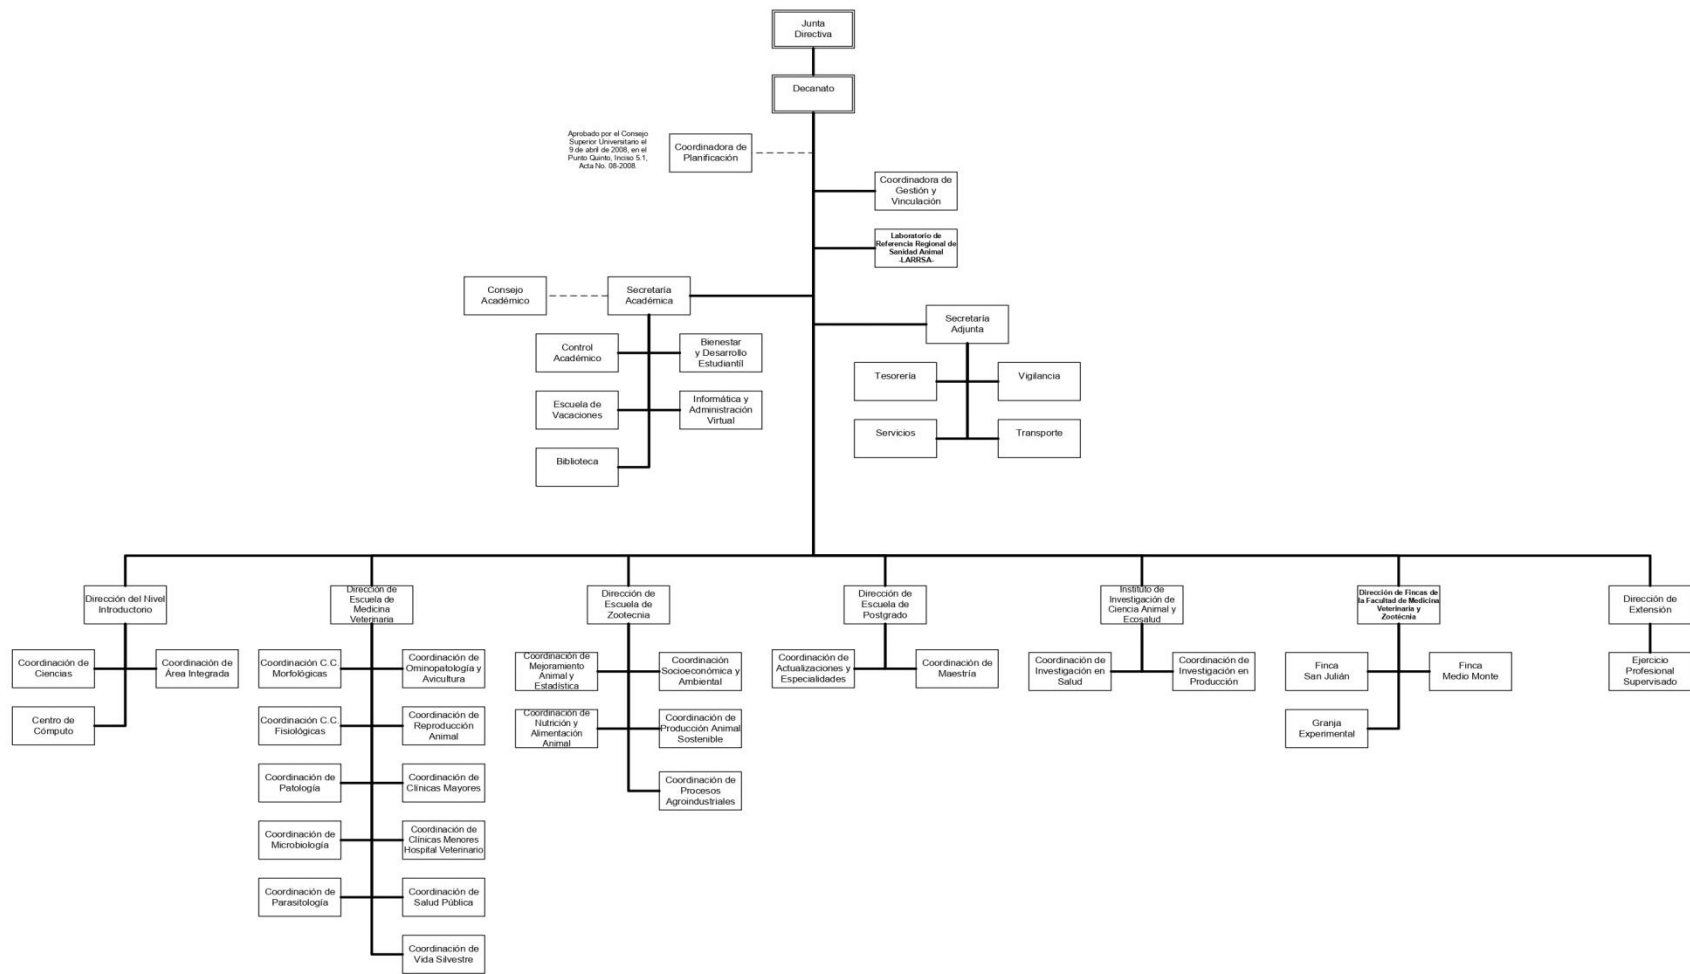 Junta
Directiva
Decanato
Aprobado por el Consejo
Superior Universitario el
9 de abril de 2008, en el
Punto Quinto, Inciso 5.1,
Acta No. 08-2008.
Coordinadora de
Planificación
Coordinadora de
Gestión y
Vinculación
Laboratorio de
Referencia Regional de
Sanidad Animal
-LARRSA-
Consejo
Académico
Secretaría
Académica
Secretaría
Adjunta
Control
Académico
Bienestar
y Desarrollo
Estudiantíl
Tesorería
Vigilancia
Escuela de
Vacaciones
Informática y
Administración
Virtual
Servicios
Transporte
Biblioteca
Dirección del Nivel
Introductorio
Dirección de
Escuela de
Medicina
Veterinaria
Dirección de
Escuela de
Zootecnia
Dirección de
Escuela de
Postgrado
Instituto de
Investigación de
Ciencia Animal y
Ecosalud
Dirección de Fincas de
la Facultad de Medicina
Veterinaria y
Zootécnia
Dirección de
Extensión
Coordinación de
Ciencias
Coordinación de
Área Integrada
Coordinación C.C.
Morfológicas
Coordinación de
Ominopatología y
Avicultura
Coordinación de
Mejoramiento
Animal y
Estadística
Coordinación
Socioeconómica y
Ambiental
Coordinación de
Actualizaciones y
Especialidades
Coordinación de
Maestría
Coordinación de
Investigación en
Salud
Coordinación de
Investigación en
Producción
Finca
San Julián
Finca
Medio Monte
Ejercicio
Profesional
Supervisado
Centro de
Cómputo
Coordinación C.C.
Fisiológicas
Coordinación de
Reproducción
Animal
Coordinación de
Nutrición y
Alimentación
Animal
Coordinación de
Producción Animal
Sostenible
Granja
Experimental
Coordinación de
Patología
Coordinación de
Clínicas Mayores
Coordinación de
Procesos
Agroindustriales
Coordinación de
Microbiología
Coordinación de
Clínicas Menores
Hospital Veterinario
Coordinación de
Parasitología
Coordinación de
Salud Pública
Coordinación de
Vida Silvestre